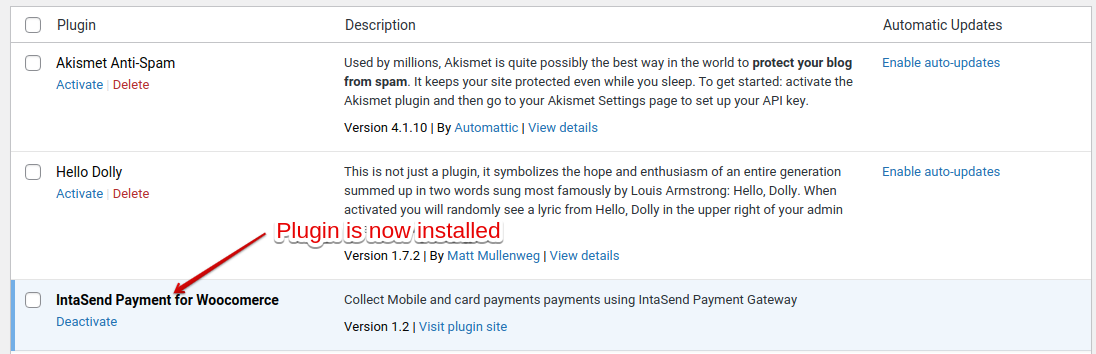 Plugin Description Automatic Updates
Akismet Anti-Spam
Activate | Delete
Used by millions, Akismet is quite possibly the best way in the world to protect your blog
from spam. It keeps your site protected even while you sleep. To get started: activate the
Akismet plugin and then go to your Akismet Settings page to set up your API key.
Version 4.1.10 | By Automattic | View details
Enable auto-updates
Hello Dolly
Activate | Delete
This is not just a plugin, it symbolizes the hope and enthusiasm of an entire generation
summed up in two words sung most famously by Louis Armstrong: Hello, Dolly. When
activated you will randomly see a lyric from Hello, Dolly in the upper right of your admin
Version 1.7.2 | By Matt Mullenweg | View details
Enable auto-updates
Plugin is now installed
IntaSend Payment for Woocomerce
Deactivate
Collect Mobile and card payments payments using IntaSend Payment Gateway
Version 1.2 | Visit plugin site